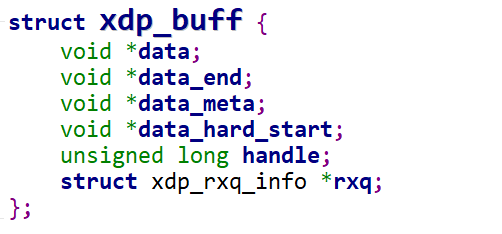 struct xdp_buff {
    void *data;
    void *data_end;
    void *data_meta;
    void *data_hard_start;
    unsigned long handle;
    struct xdp_rxq_info *rxq;
};